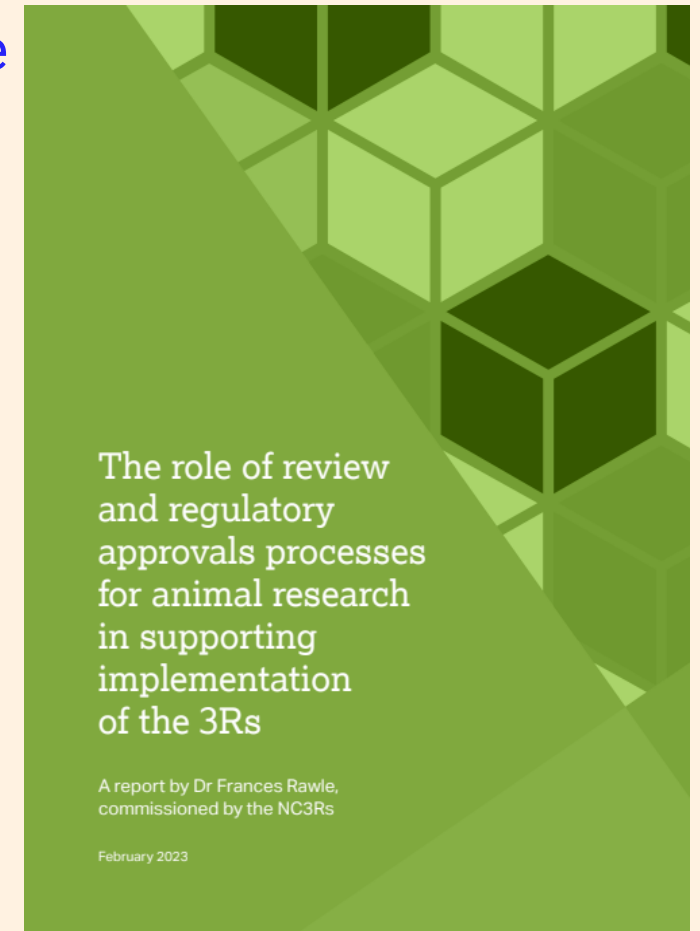 e
The role of review
and regulatory
approvals processes
for animal research
in supporting
implementation
of the 3Rs
A report by Dr Frances Rawle,
commissioned by the NC3Rs
February 2023